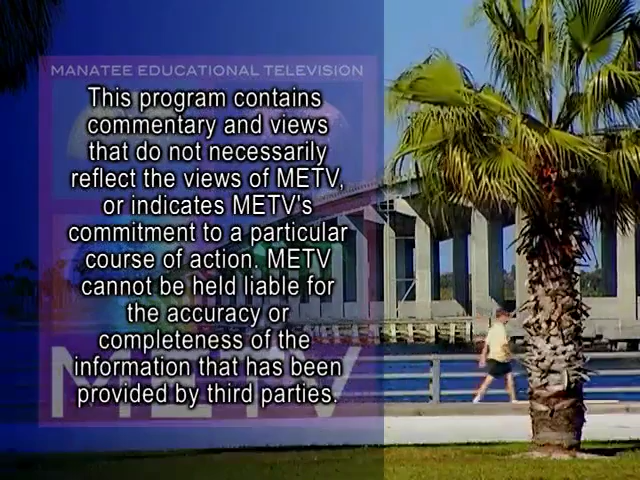 MANATEE EDUCATIONAL TELEVISION
This program contains
commentary and views
that do not necessarily
reflect the views of METV,
or indicates METV's
commitment to a particular
course of action. METV
cannot be held liable for
the accuracy or
completeness of the
information that has been
provided by third parties.
METV